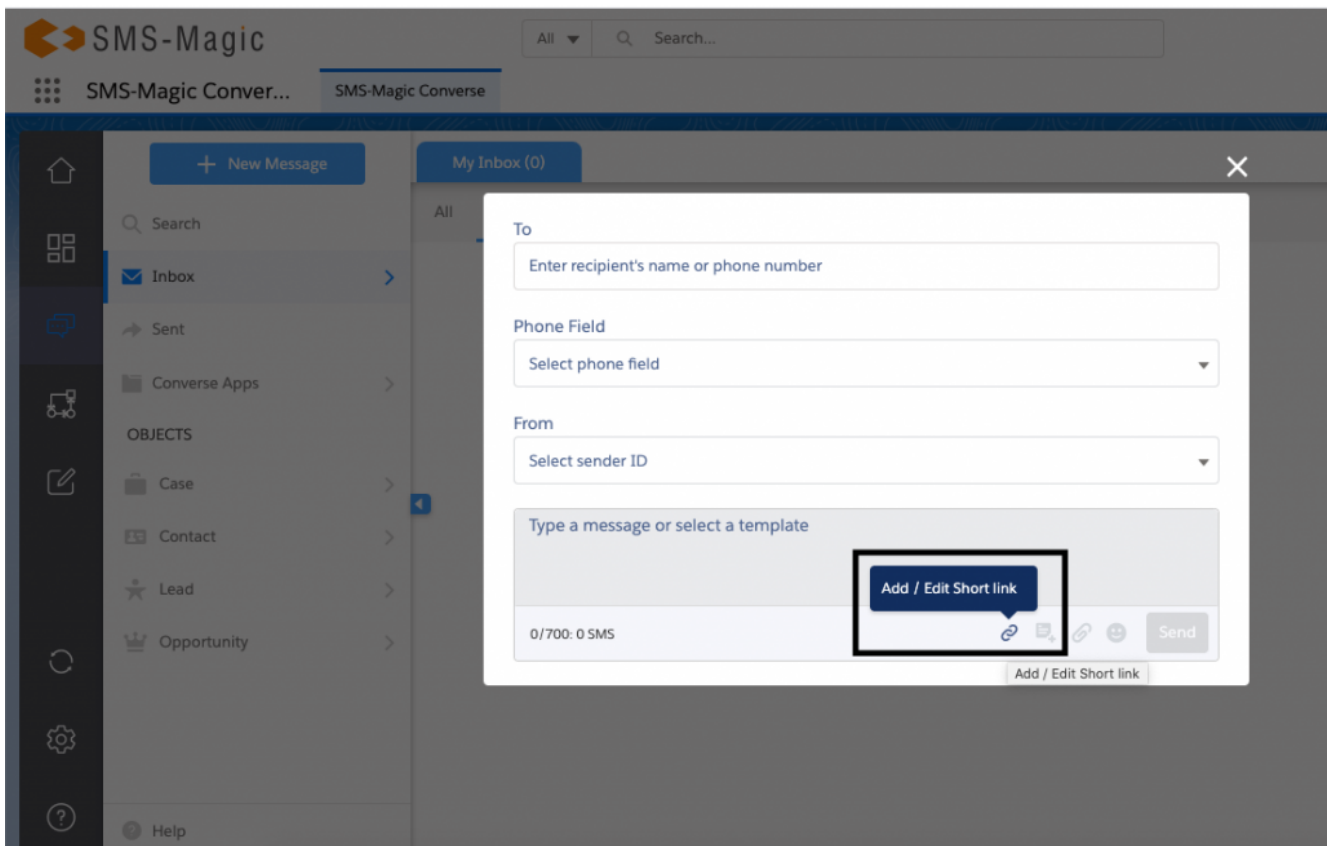 SMS-Magic
All
Search...
SMS-Magic Conver...
SMS-Magic Converse
New Message
My Inbox (0)
Search
All
Inbox
Sent
Converse Apps
OBJECTS
Case
Contact
Lead
Opportunity
Help
To
Enter recipient's name or phone number
Phone Field
Select phone field
From
Select sender ID
Type a message or select a template
Add / Edit Short link
0/700: 0 SMS
Send
Add / Edit Short link